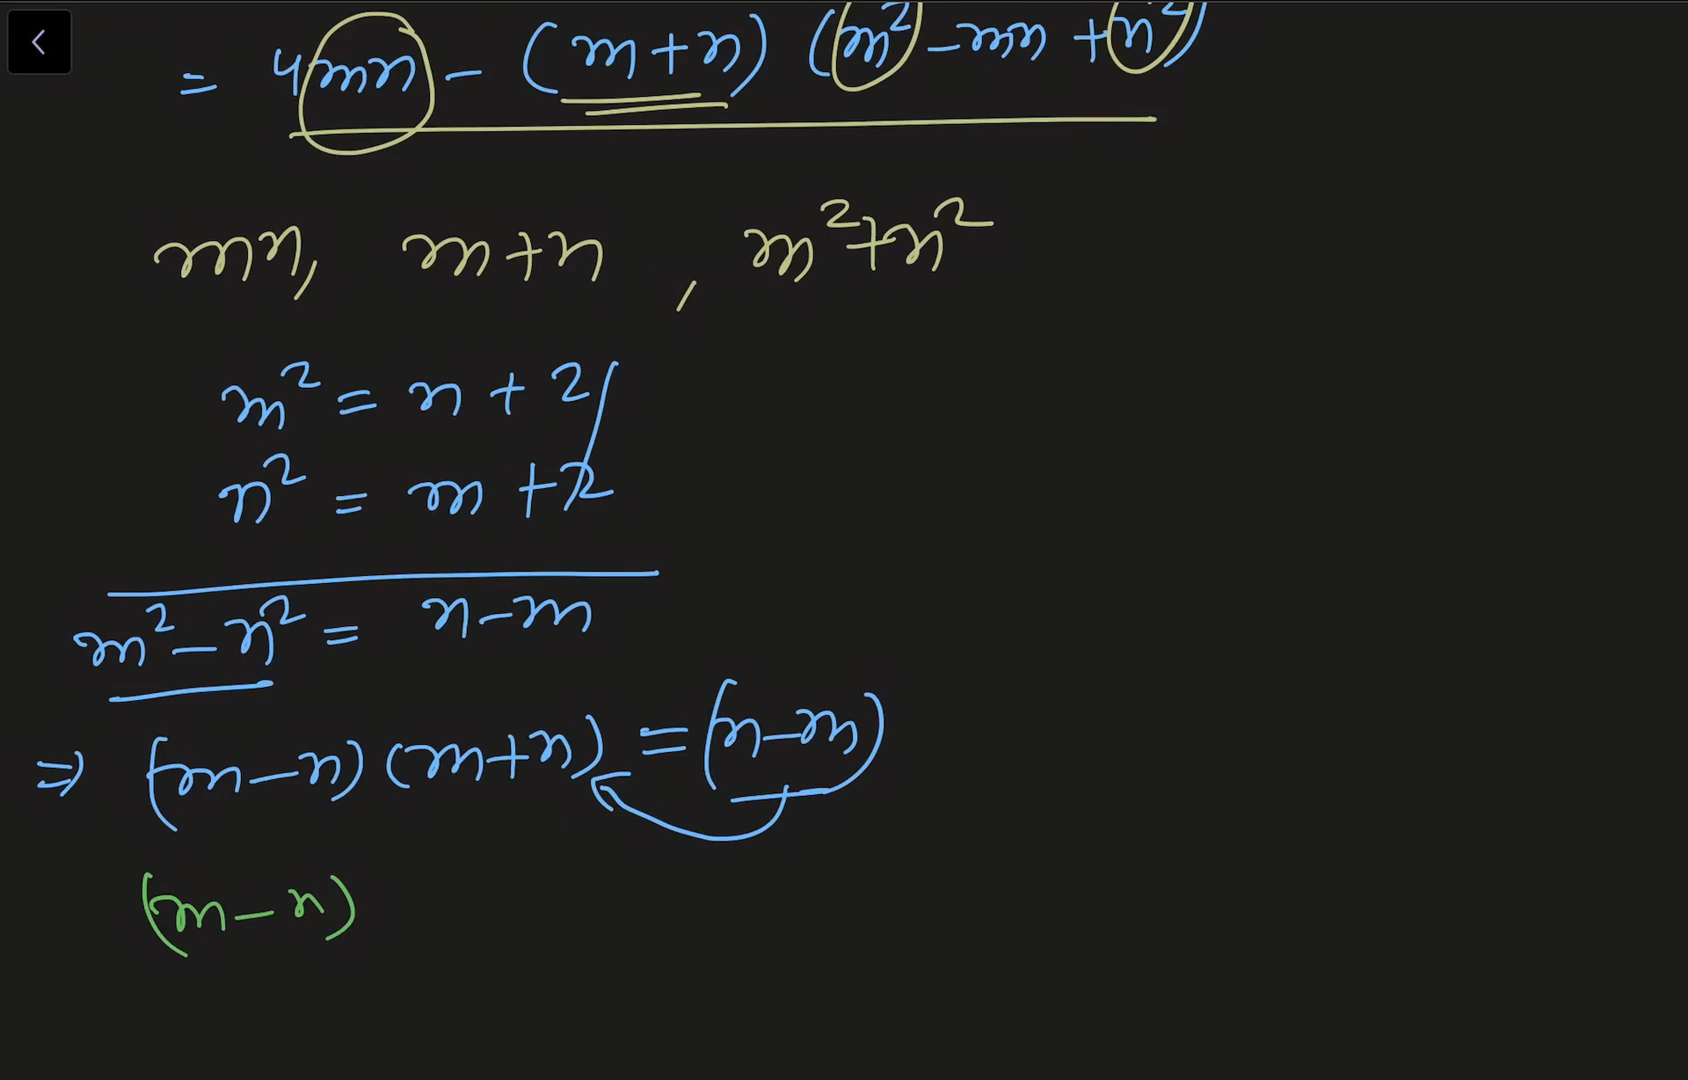 = 4mn - (m+n) (m² - mn + n²)
mn, m+n, m²+n²
m² = n + 2
n² = m + 2
m² - n² = n - m
⇒ (m-n) (m+n) = (n-m)
(m-n)